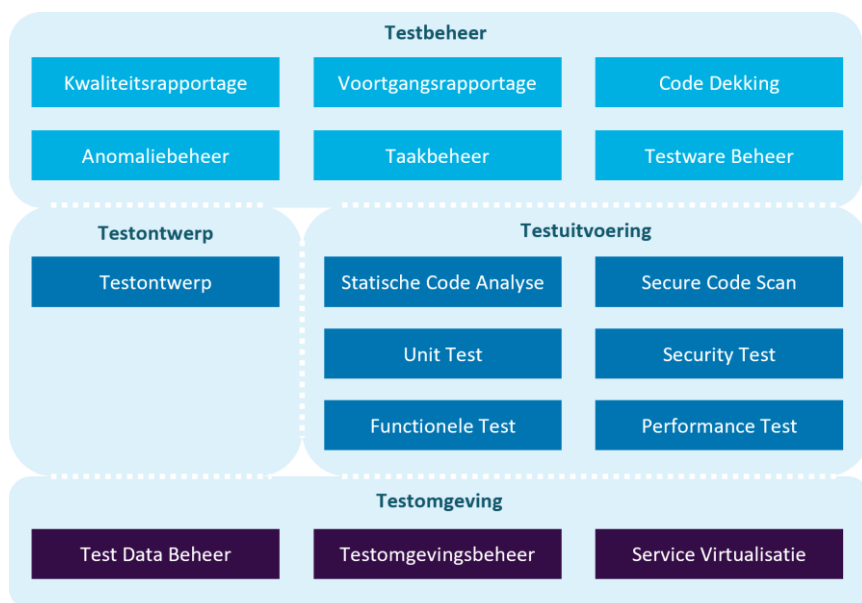 Testbeheer
Kwaliteitsrapportage
Voortgangsrapportage
Code Dekking
Anomaliebeheer
Taakbeheer
Testware Beheer
Testontwerp
Testontwerp
Testuitvoering
Statische Code Analyse
Secure Code Scan
Unit Test
Security Test
Functionele Test
Performance Test
Testomgeving
Test Data Beheer
Testomgevingsbeheer
Service Virtualisatie